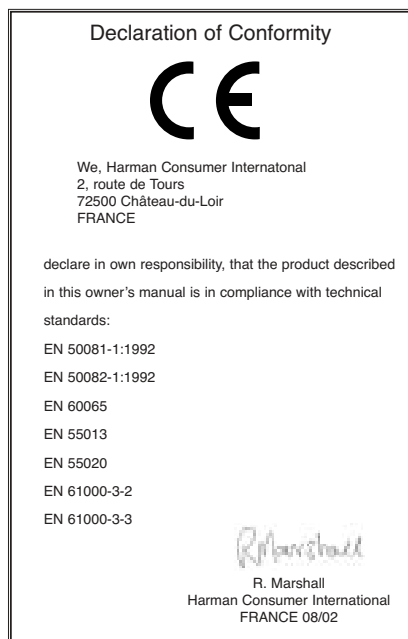 Declaration of Conformity
CE
We, Harman Consumer Internatonal
2, route de Tours
72500 Château-du-Loir
FRANCE
declare in own responsibility, that the product described
in this owner's manual is in compliance with technical
standards:
EN 50081-1:1992
EN 50082-1:1992
EN 60065
EN 55013
EN 55020
EN 61000-3-2
EN 61000-3-3
RMarshall
R. Marshall
Harman Consumer International
FRANCE 08/02